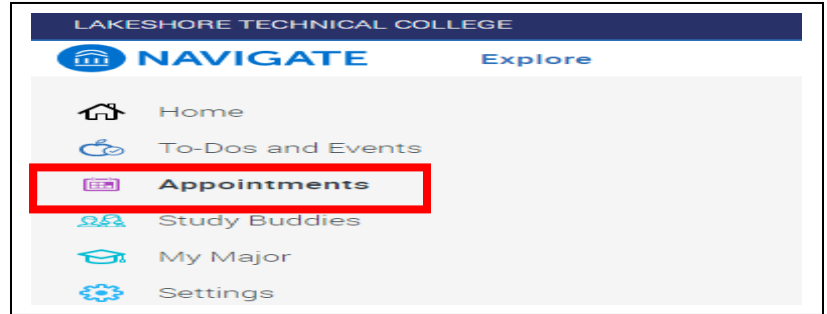 LAKESHORE TECHNICAL COLLEGE
NAVIGATE Explore
Home
To-Dos and Events
Appointments
Study Buddies
My Major
Settings